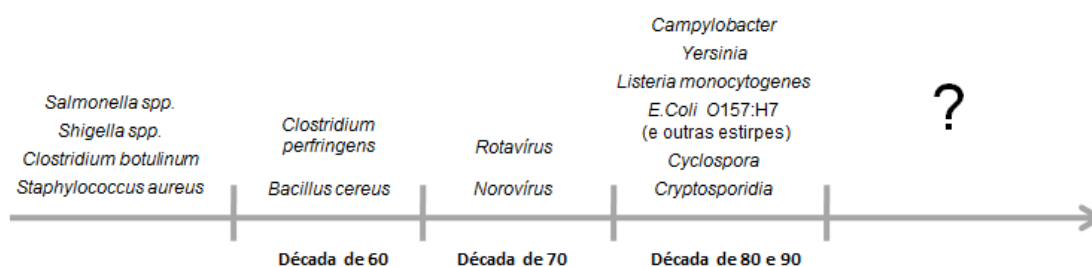 Salmonella spp.
Shigella spp.
Clostridium botulinum
Staphylococcus aureus
Clostridium
perfringens
Bacillus cereus
Rotavírus
Norovírus
Campylobacter
Yersinia
Listeria monocytogenes
E.Coli O157:H7
(e outras estirpes)
Cyclospora
Cryptosporidia
?
Década de 60
Década de 70
Década de 80 e 90